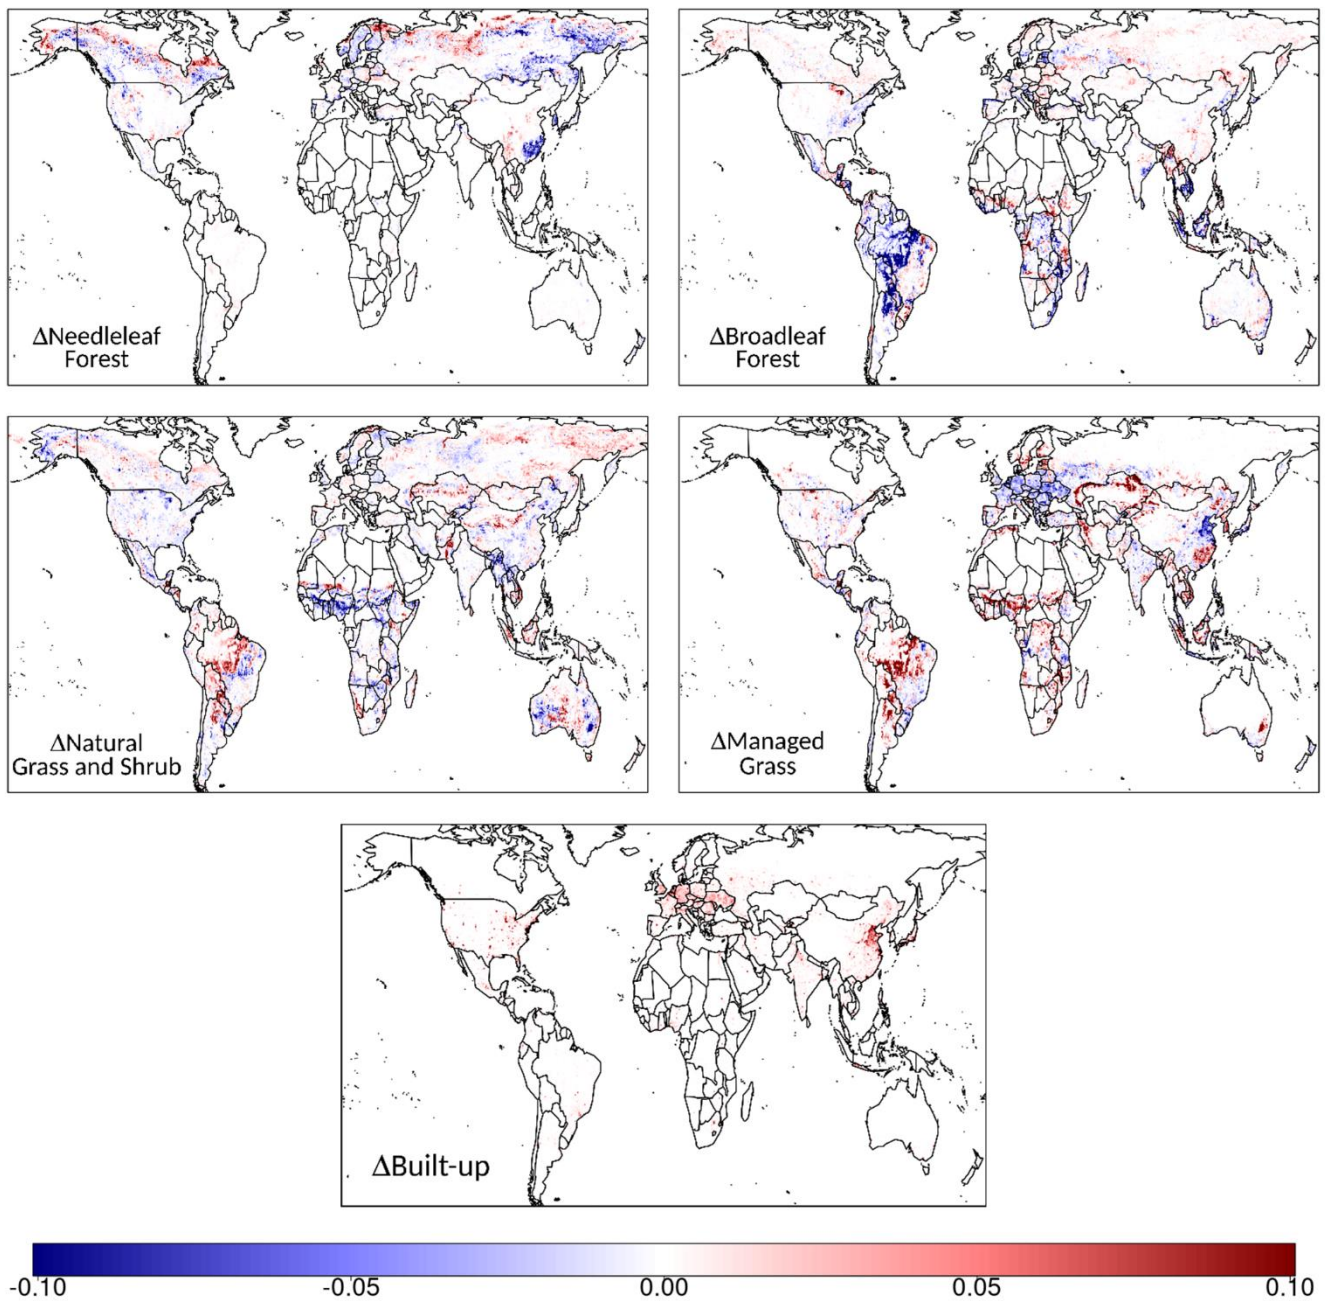 ΔNeedleleaf
Forest
ΔBroadleaf
Forest
ΔNatural
Grass and Shrub
ΔManaged
Grass
ΔBuilt-up
-0.10
-0.05
0.00
0.05
0.10